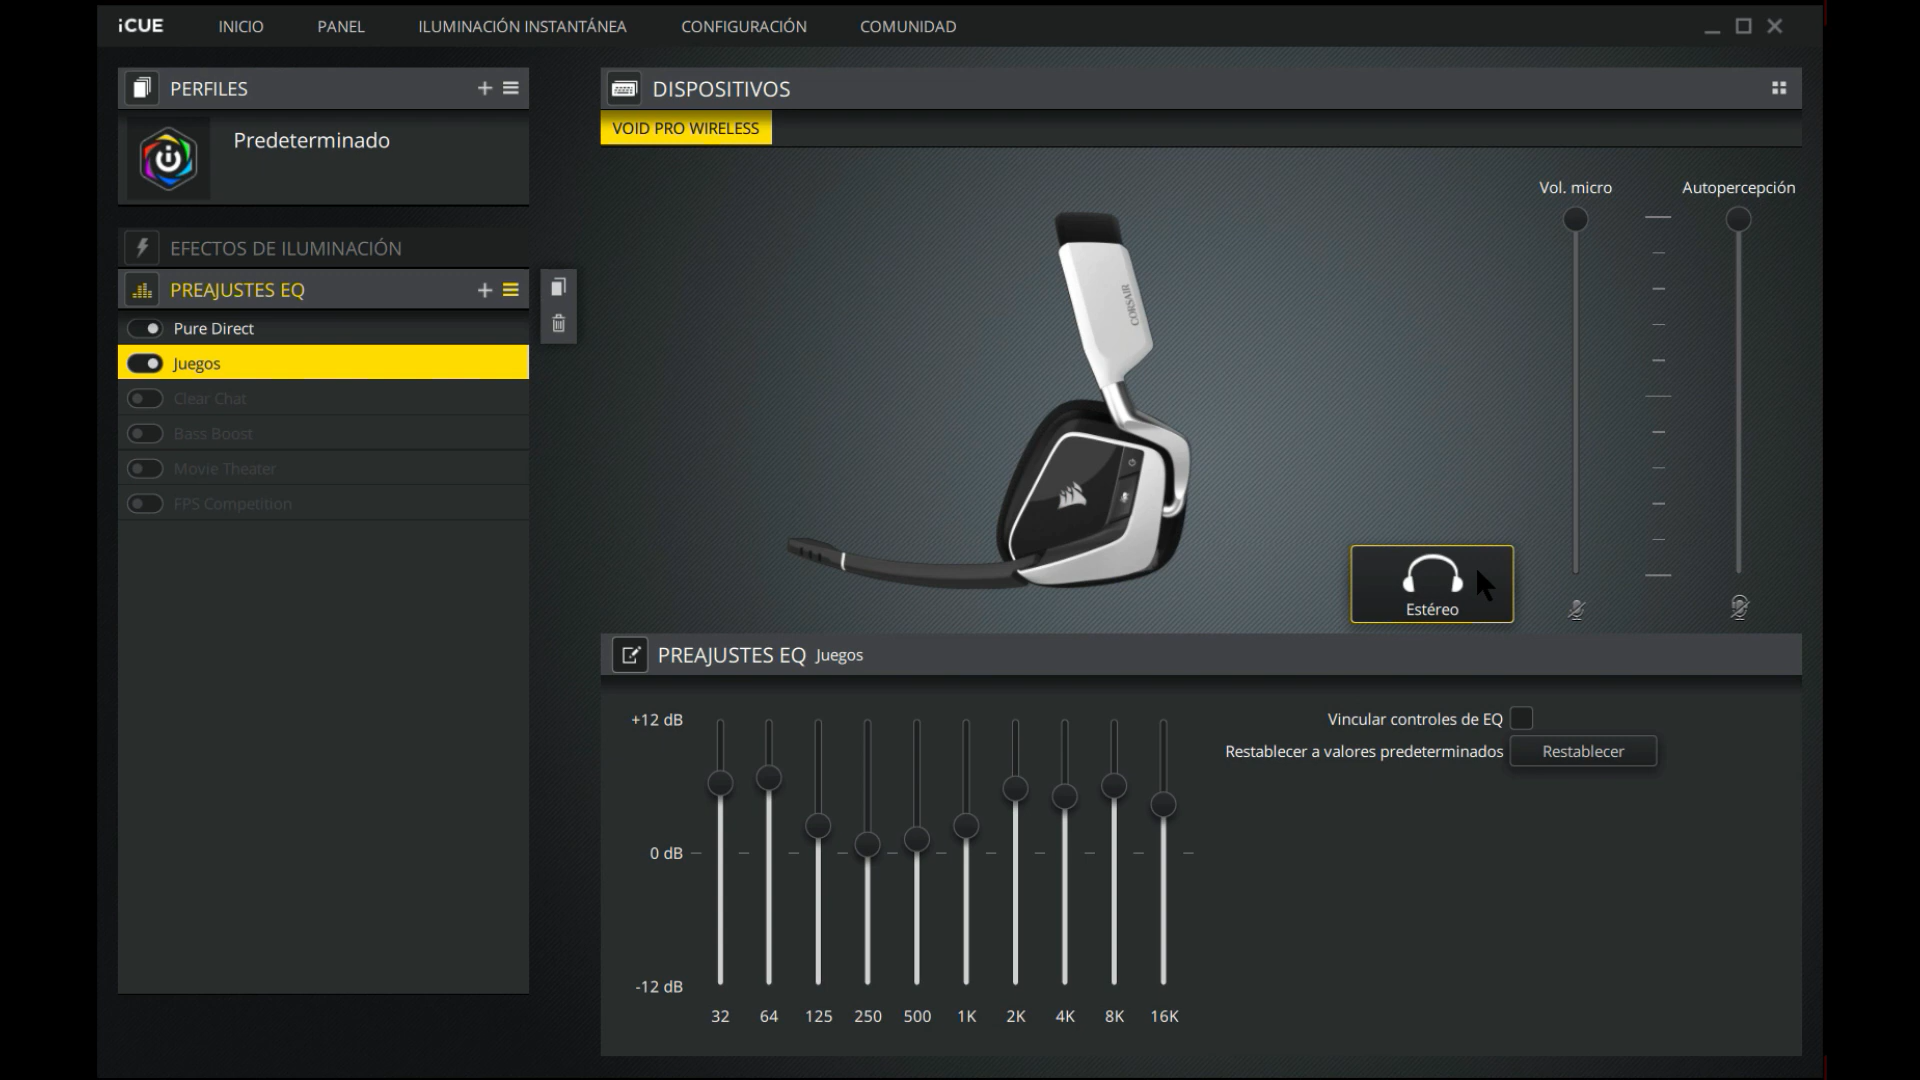 iCUE INICIO PANEL ILUMINACIÓN INSTANTÁNEA CONFIGURACIÓN COMUNIDAD
PERFILES
Predeterminado
EFECTOS DE ILUMINACIÓN
PREAJUSTES EQ
Pure Direct
Juegos
Clear Chat
Bass Boost
Movie Theater
FPS Competition
DISPOSITIVOS
VOID PRO WIRELESS
Vol. micro Autopercepción
CORSAIR
Estéreo
PREAJUSTES EQ Juegos
+12 dB
0 dB
-12 dB
32 64 125 250 500 1K 2K 4K 8K 16K
Vincular controles de EQ
Restablecer a valores predeterminados Restablecer